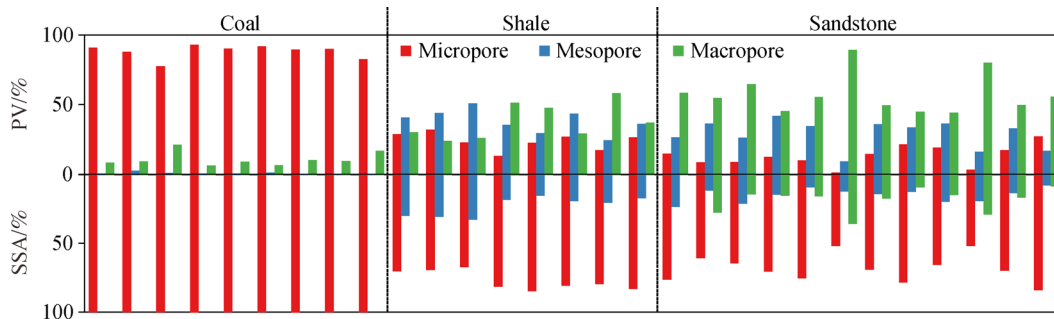 Coal Shale Sandstone
100
Micropore Mesopore Macropore
PV/%
50
0
SSA/%
50
100